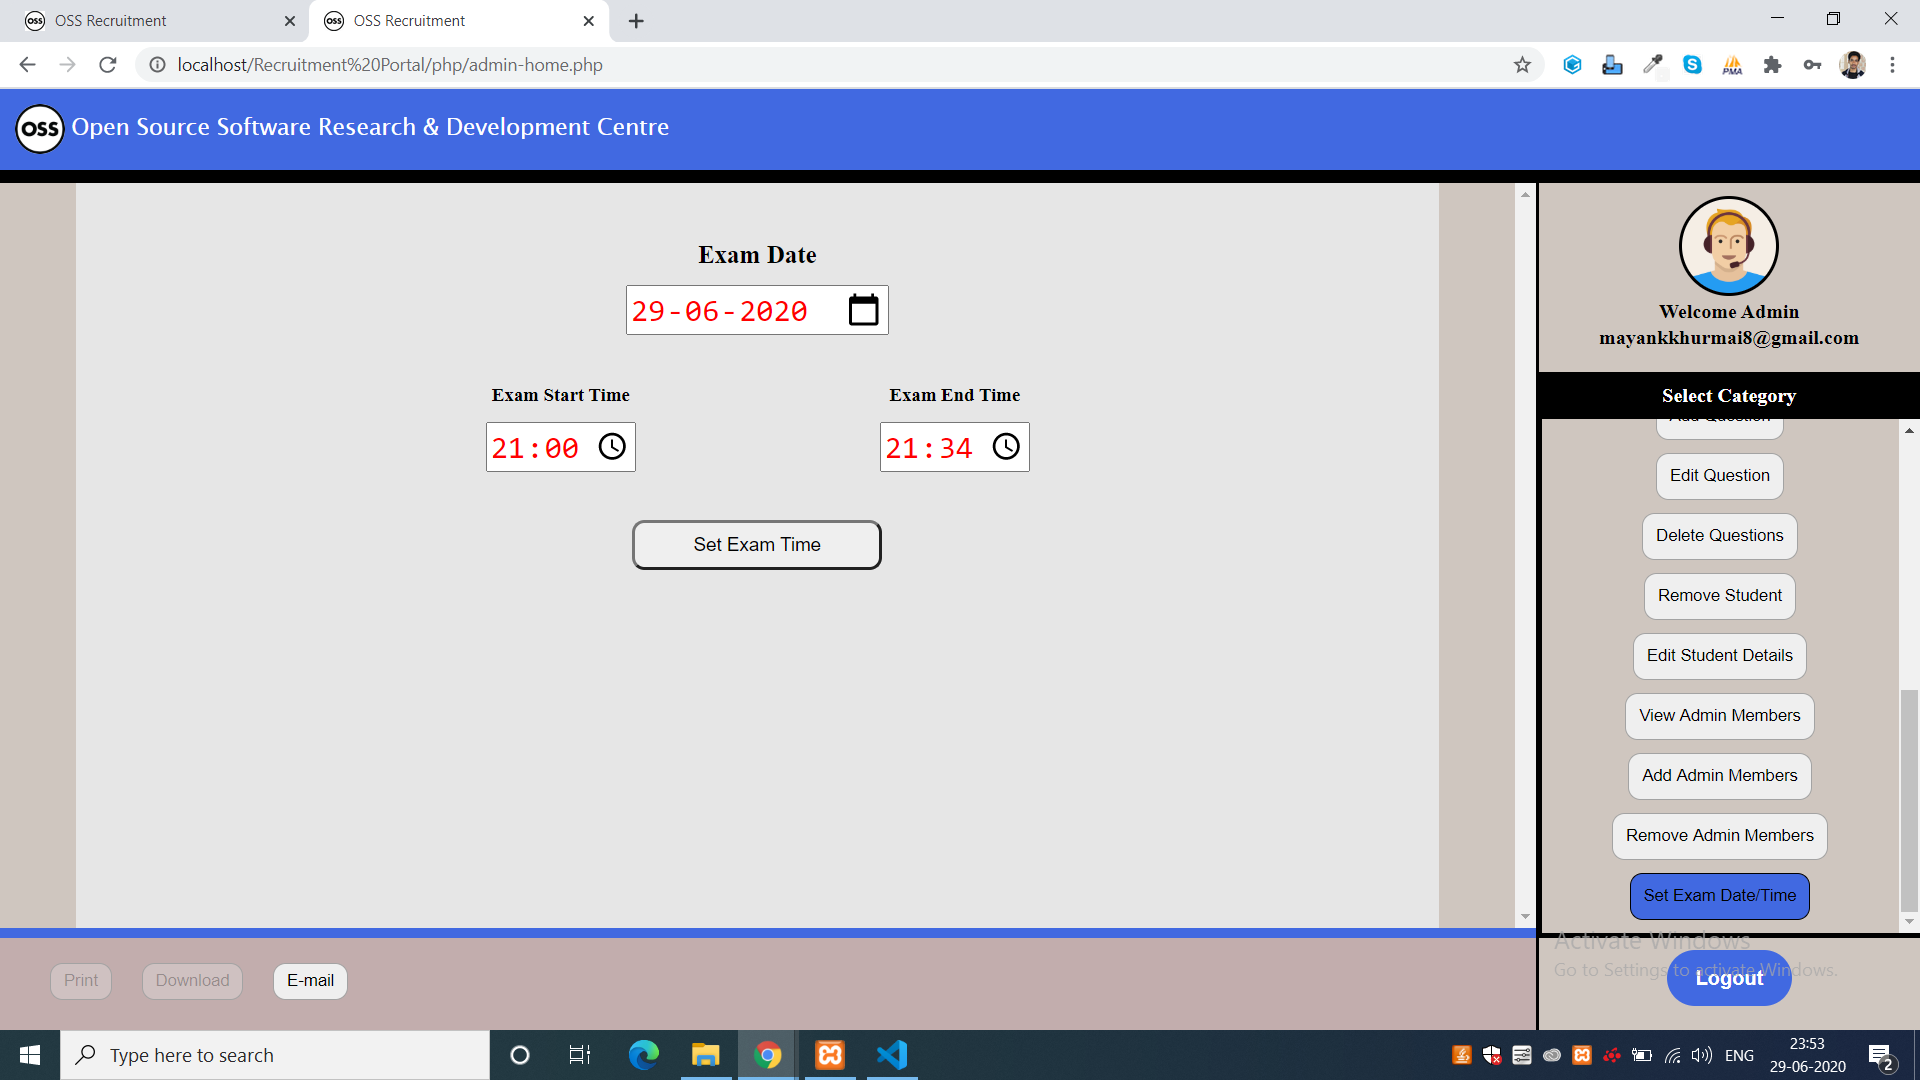 OSS Recruitment
OSS Recruitment
localhost/Recruitment%20Portal/php/admin-home.php
PMA
OSS Open Source Software Research & Development Centre
Exam Date
29-06-2020
Exam Start Time
Exam End Time
21:00
21:34
Set Exam Time
Welcome Admin
mayankkhurmai8@gmail.com
Select Category
Add Question
Edit Question
Delete Questions
Remove Student
Edit Student Details
View Admin Members
Add Admin Members
Remove Admin Members
Set Exam Date/Time
Activate Windows
Go to Settings to activate Windows.
Logout
Print
Download
E-mail
Type here to search
ENG
23:53
29-06-2020
2